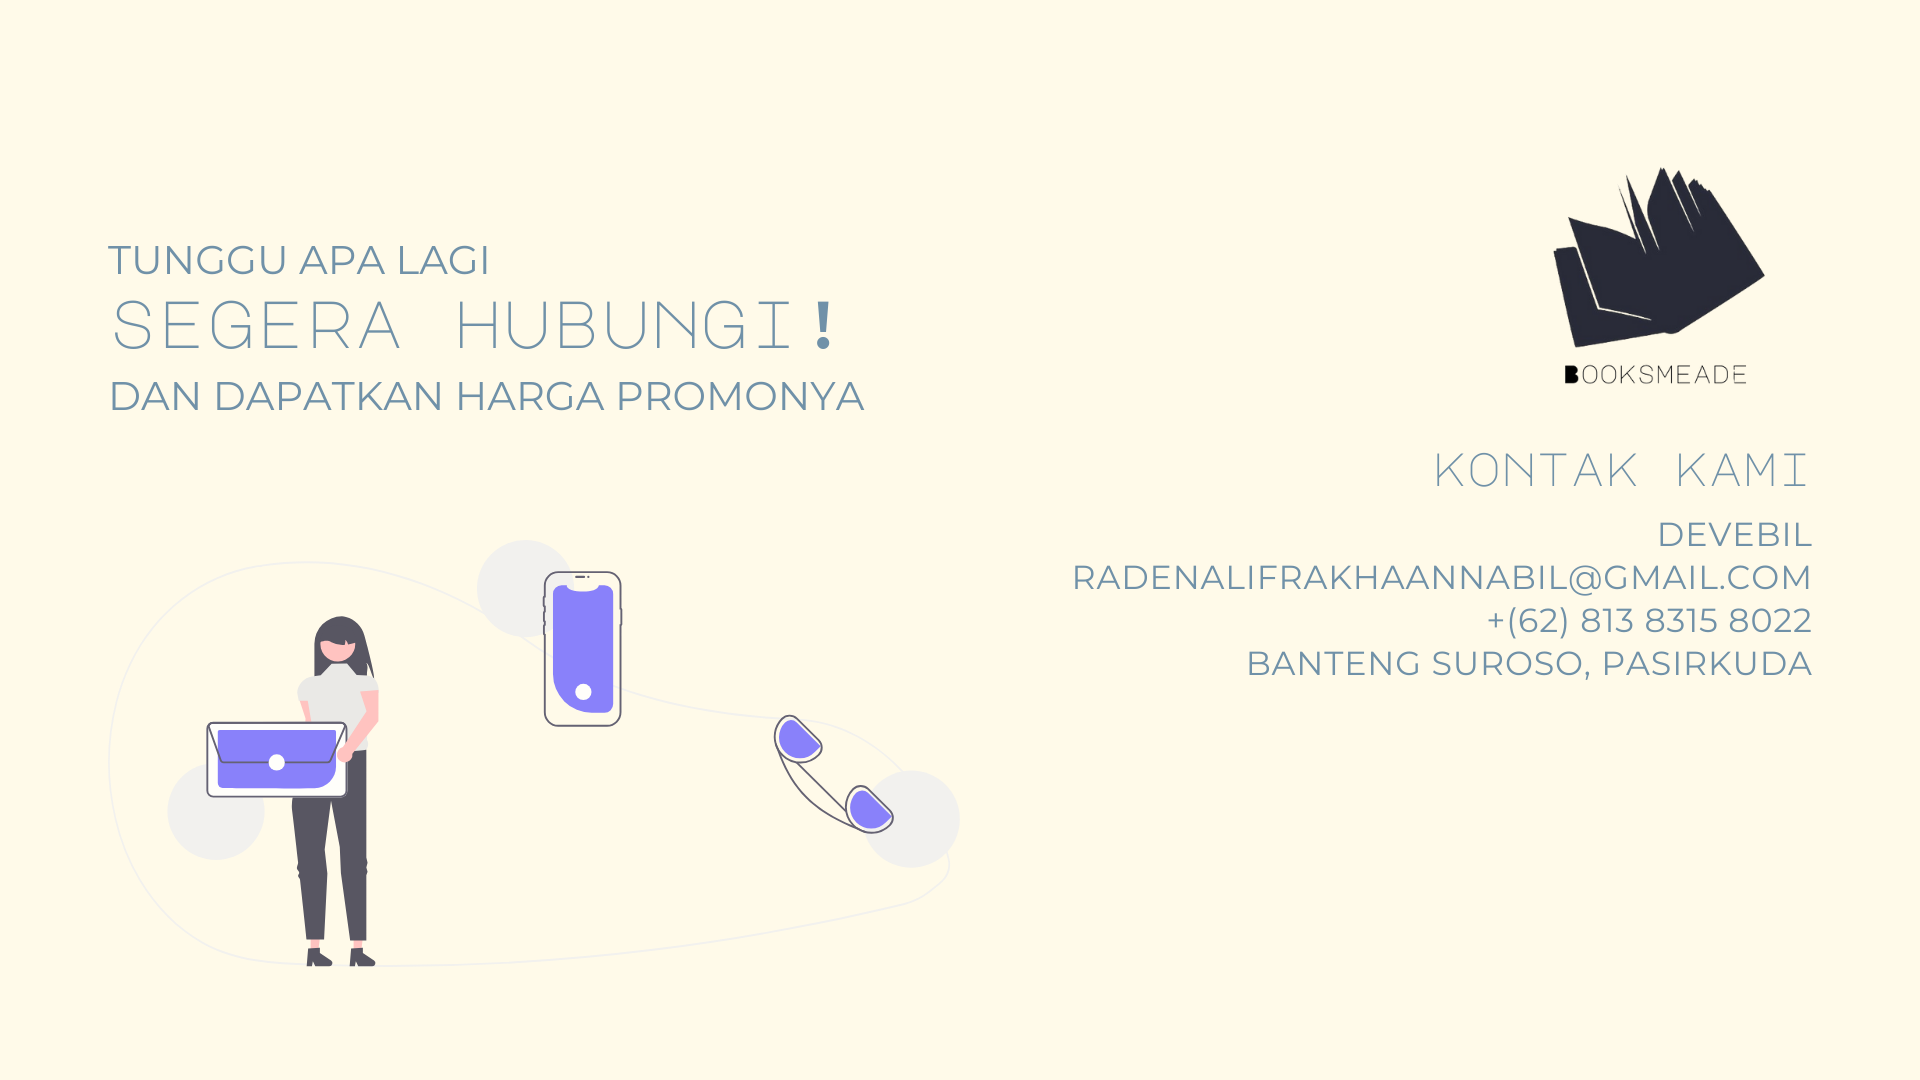 TUNGGU APA LAGI
SEGERA HUBUNGI!
DAN DAPATKAN HARGA PROMONYA
BOOKSMEADE
KONTAK KAMI
DEVEBIL
RADENALIFRAKHAANNABIL@GMAIL.COM
+(62) 813 8315 8022
BANTENG SUROSO, PASIRKUDA